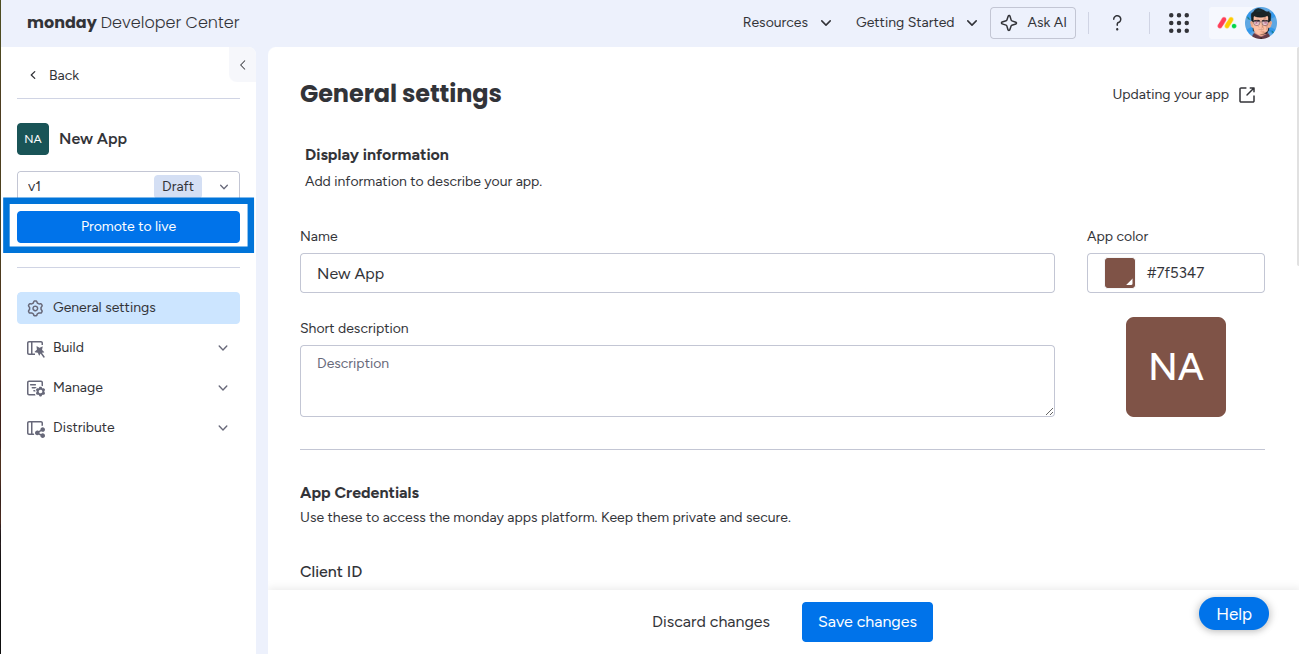 monday Developer Center
Resources
Getting Started
Ask AI
?
Back
NA
New App
v1
Draft
Promote to live
General settings
Build
Manage
Distribute
General settings
Updating your app
Display information
Add information to describe your app.
Name
New App
App color
#7f5347
Short description
Description
NA
App Credentials
Use these to access the monday apps platform. Keep them private and secure.
Client ID
Discard changes
Save changes
Help